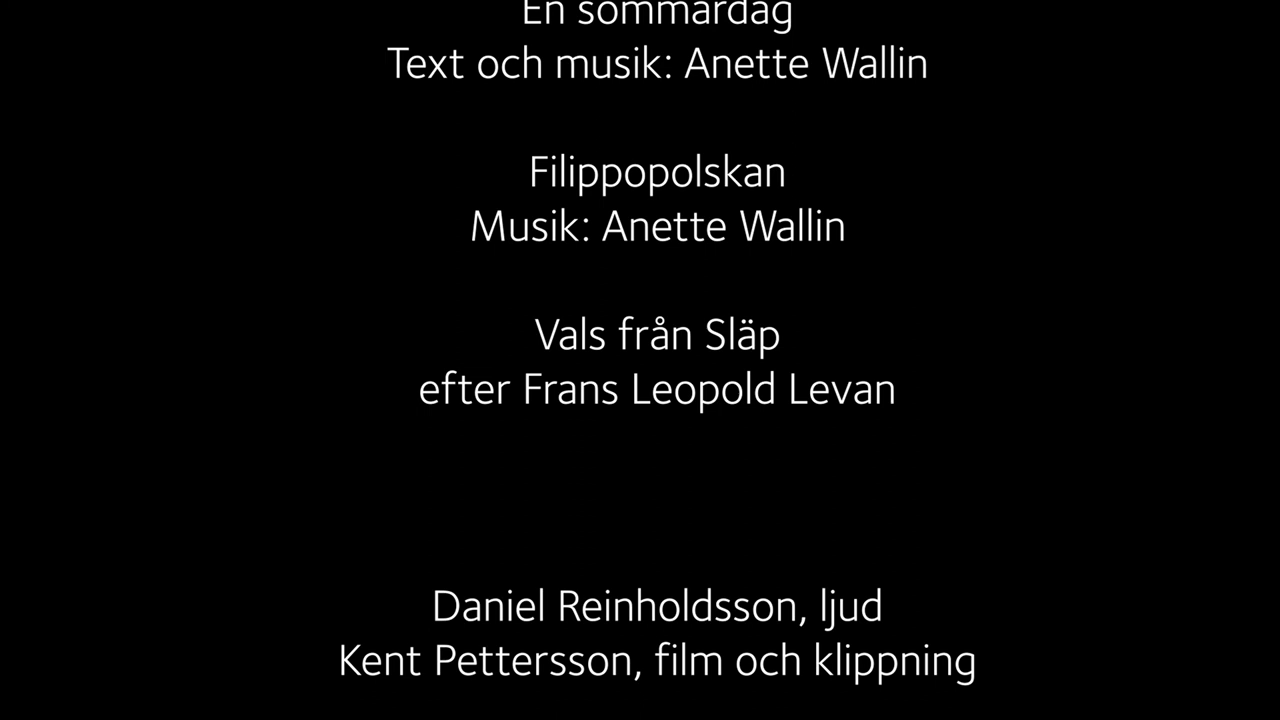 En sommardag
Text och musik: Anette Wallin
Filippopolskan
Musik: Anette Wallin
Vals från Släp
efter Frans Leopold Levan
Daniel Reinholdsson, ljud
Kent Pettersson, film och klippning